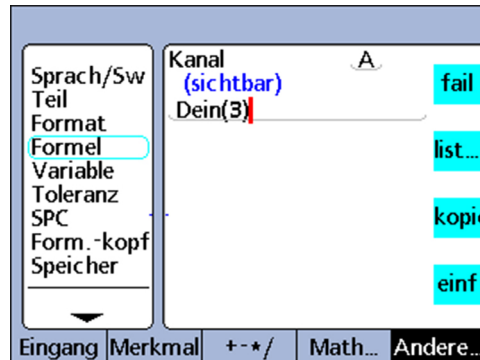 Sprach/Sw
Teil
Format
Formel
Variable
Toleranz
SPC
Form.-kopf
Speicher
Kanal A
(sichtbar)
Dein(3)
fail
list...
kopie
einf
Eingang Merkmal +-*/ Math... Andere...